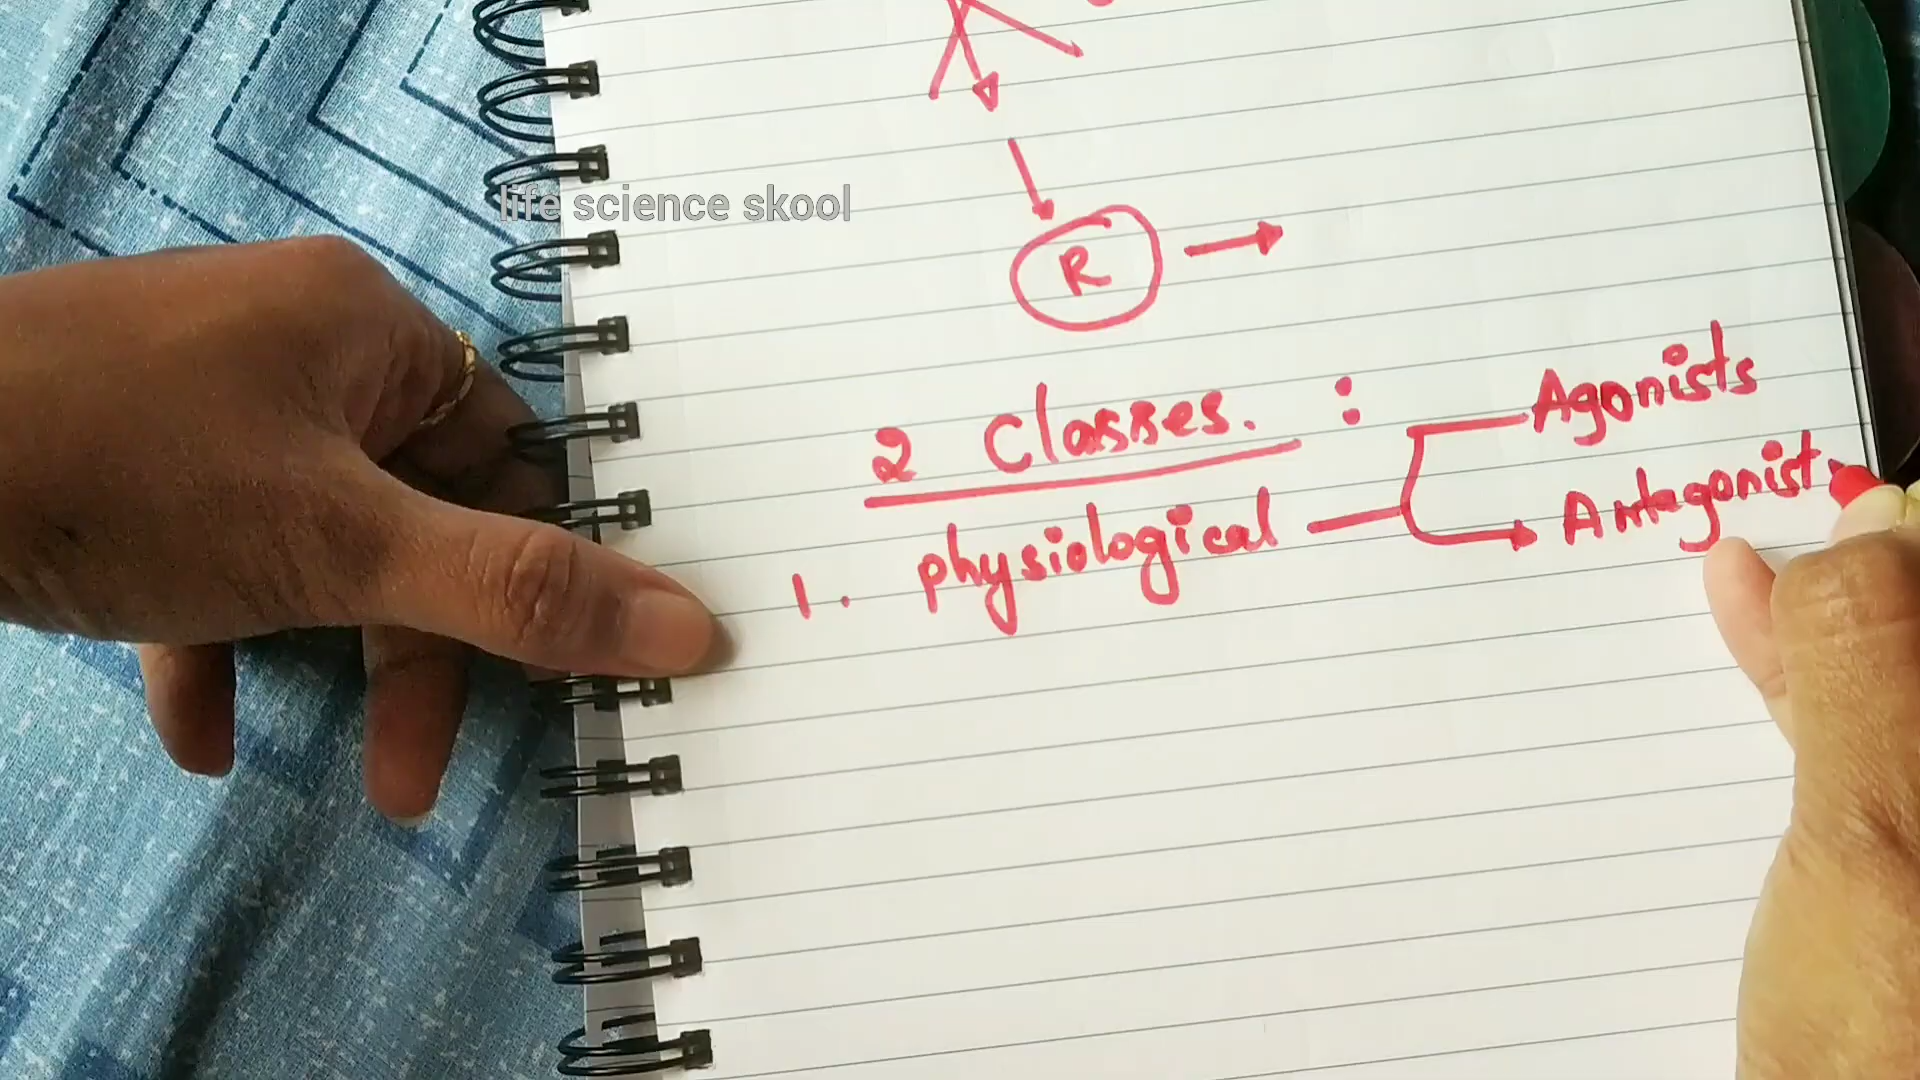 life science skool
R
2 Classes. :
Agonists
1. physiological
Antagonist